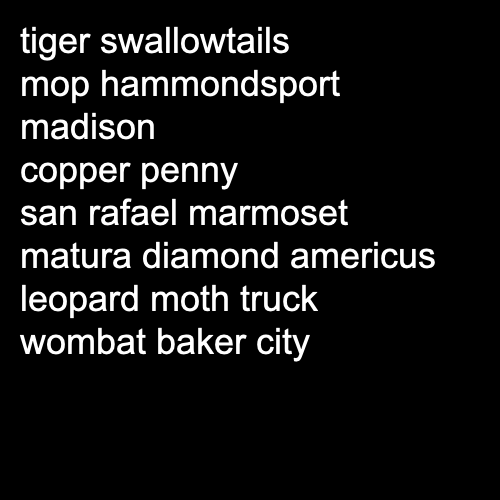 tiger swallowtails
mop hammondsport
madison
copper penny
san rafael marmoset
matura diamond americus
leopard moth truck
wombat baker city